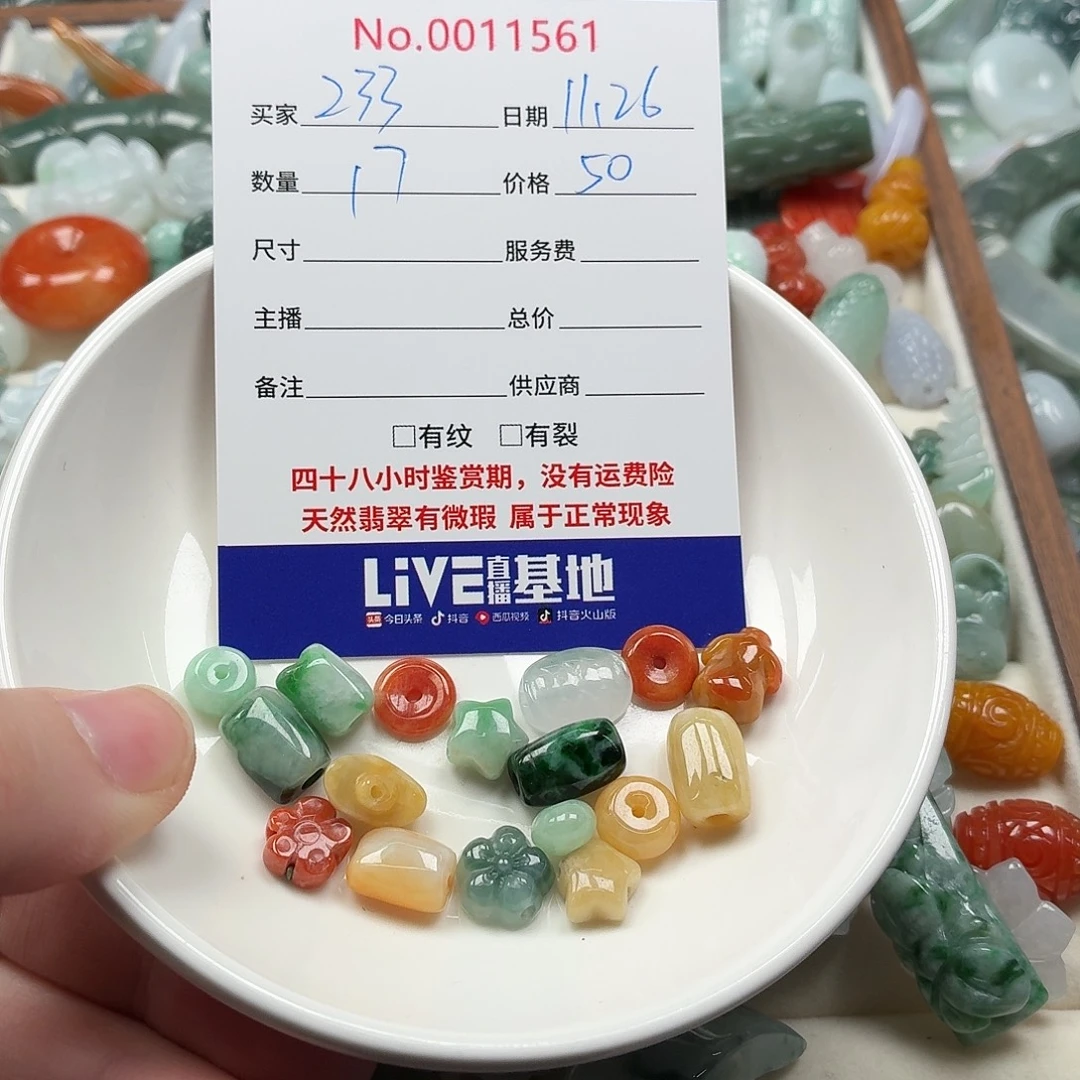 No.0011561
买家 233 日期 11.26
数量 17 价格 50
尺寸 服务费
主播 总价
备注 供应商
□有纹 □有裂
四十八小时鉴赏期，没有运费险
天然翡翠有微瑕 属于正常现象
LiVE直播基地
头条 今日头条 抖音 西瓜视频 抖音火山版